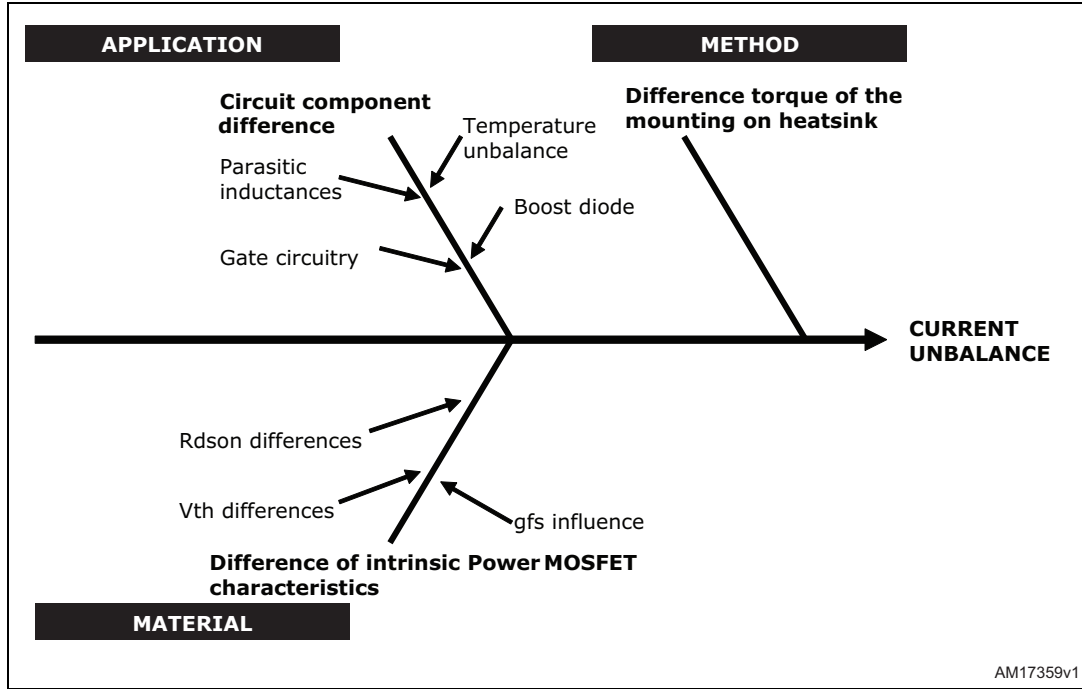 APPLICATION
METHOD
Circuit component
difference
Difference torque of the
mounting on heatsink
Temperature
unbalance
Parasitic
inductances
Boost diode
Gate circuitry
CURRENT
UNBALANCE
Rdson differences
Vth differences
gfs influence
Difference of intrinsic Power MOSFET
characteristics
MATERIAL
AM17359v1